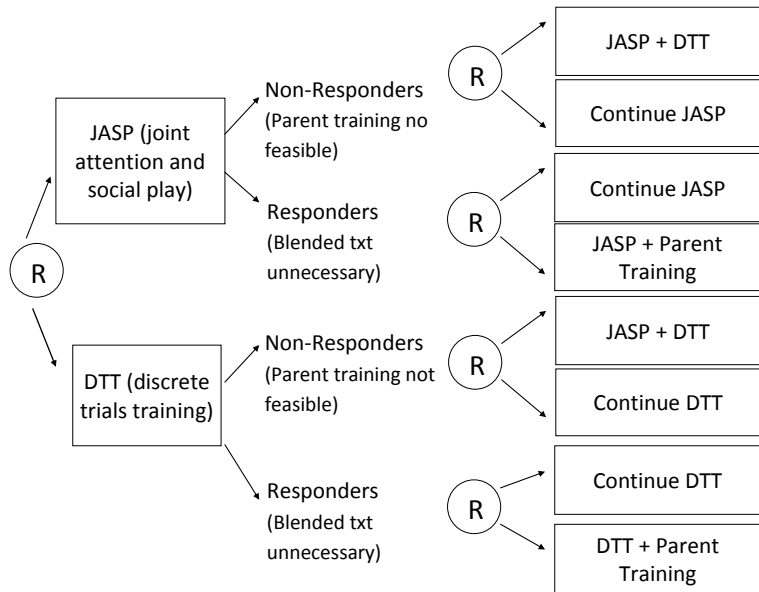 R
JASP (joint
attention and
social play)
Non-Responders
(Parent training no
feasible)
R
JASP + DTT
Continue JASP
Responders
(Blended txt
unnecessary)
R
Continue JASP
JASP + Parent
Training
DTT (discrete
trials training)
Non-Responders
(Parent training not
feasible)
R
JASP + DTT
Continue DTT
Responders
(Blended txt
unnecessary)
R
Continue DTT
DTT + Parent
Training